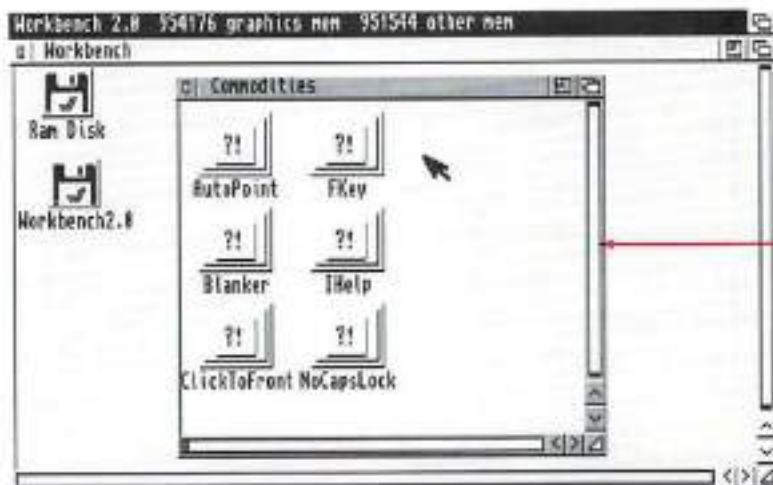 Workbench 2.0 954176 graphics mem 951544 other mem
Workbench
Ram Disk
Workbench2.0
Commodities
?! ?!
AutoPoint FKey
?! ?!
Blanker IHelp
?! ?!
ClickToFront NoCapsLock